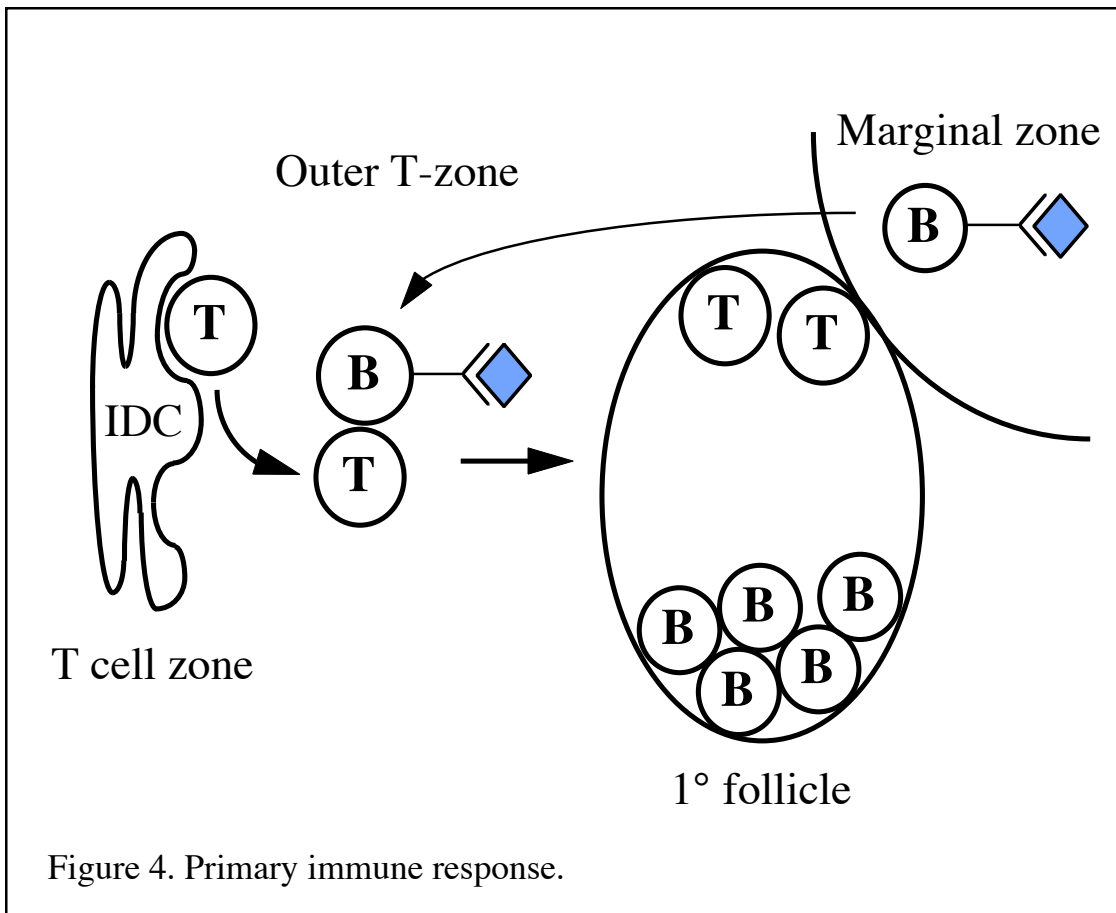 Marginal zone
Outer T-zone
B
T
T
T
B
IDC
T
B
B
B
B
B
T cell zone
1° follicle
Figure 4. Primary immune response.